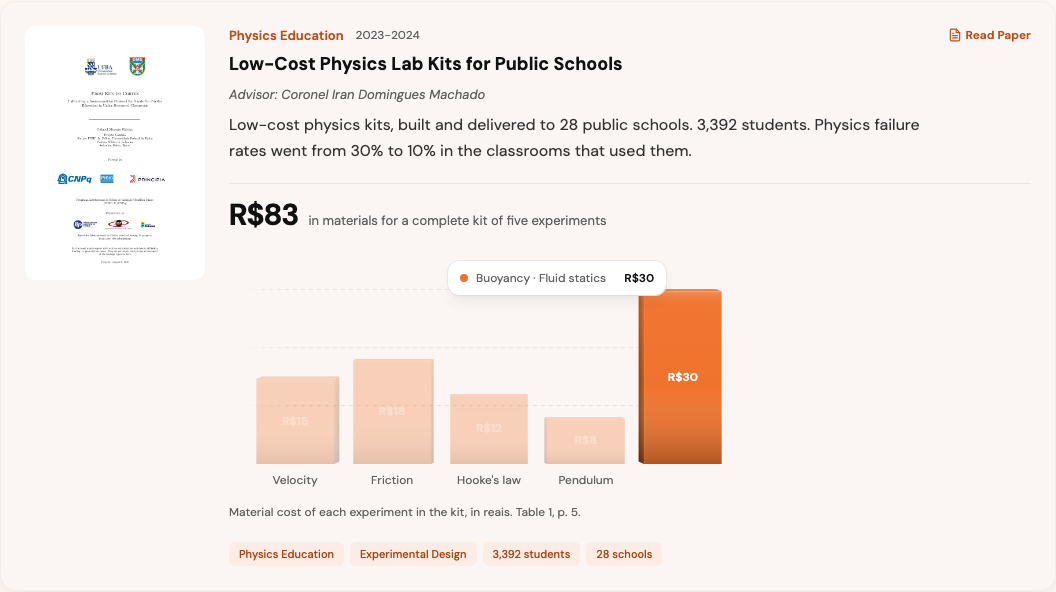 UFBA
CNPq
PRINCIPIA
Physics Education 2023–2024
Read Paper
Low-Cost Physics Lab Kits for Public Schools
Advisor: Coronel Iran Domingues Machado
Low-cost physics kits, built and delivered to 28 public schools. 3,392 students. Physics failure
rates went from 30% to 10% in the classrooms that used them.
R$83 in materials for a complete kit of five experiments
Buoyancy · Fluid statics R$30
R$30
R$12
Velocity Friction Hooke's law Pendulum
Material cost of each experiment in the kit, in reais. Table 1, p. 5.
Physics Education Experimental Design 3,392 students 28 schools